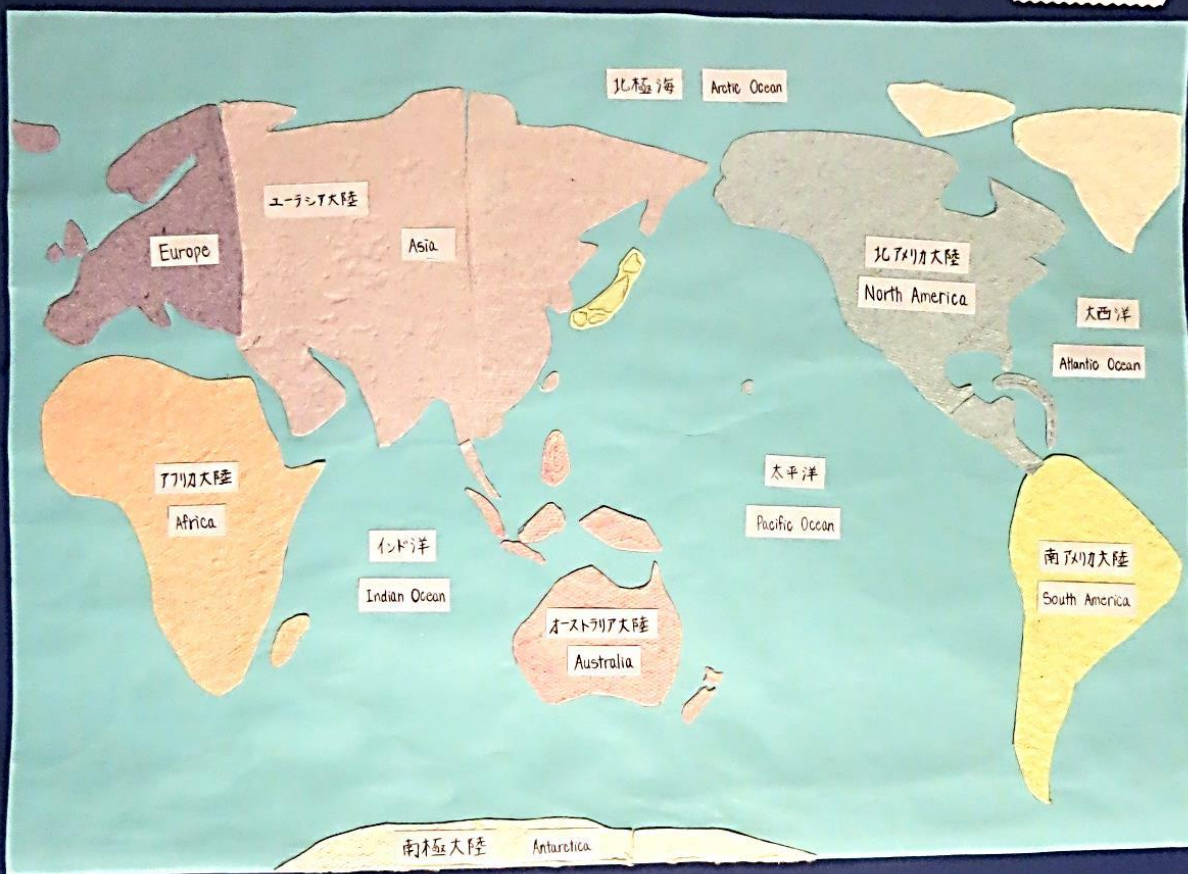 北極海
Arctic Ocean
ユーラシア大陸
Europe
Asia
北アメリカ大陸
North America
大西洋
Atlantic Ocean
アフリカ大陸
Africa
太平洋
Pacific Ocean
インド洋
Indian Ocean
南アメリカ大陸
South America
オーストラリア大陸
Australia
南極大陸
Antarctica